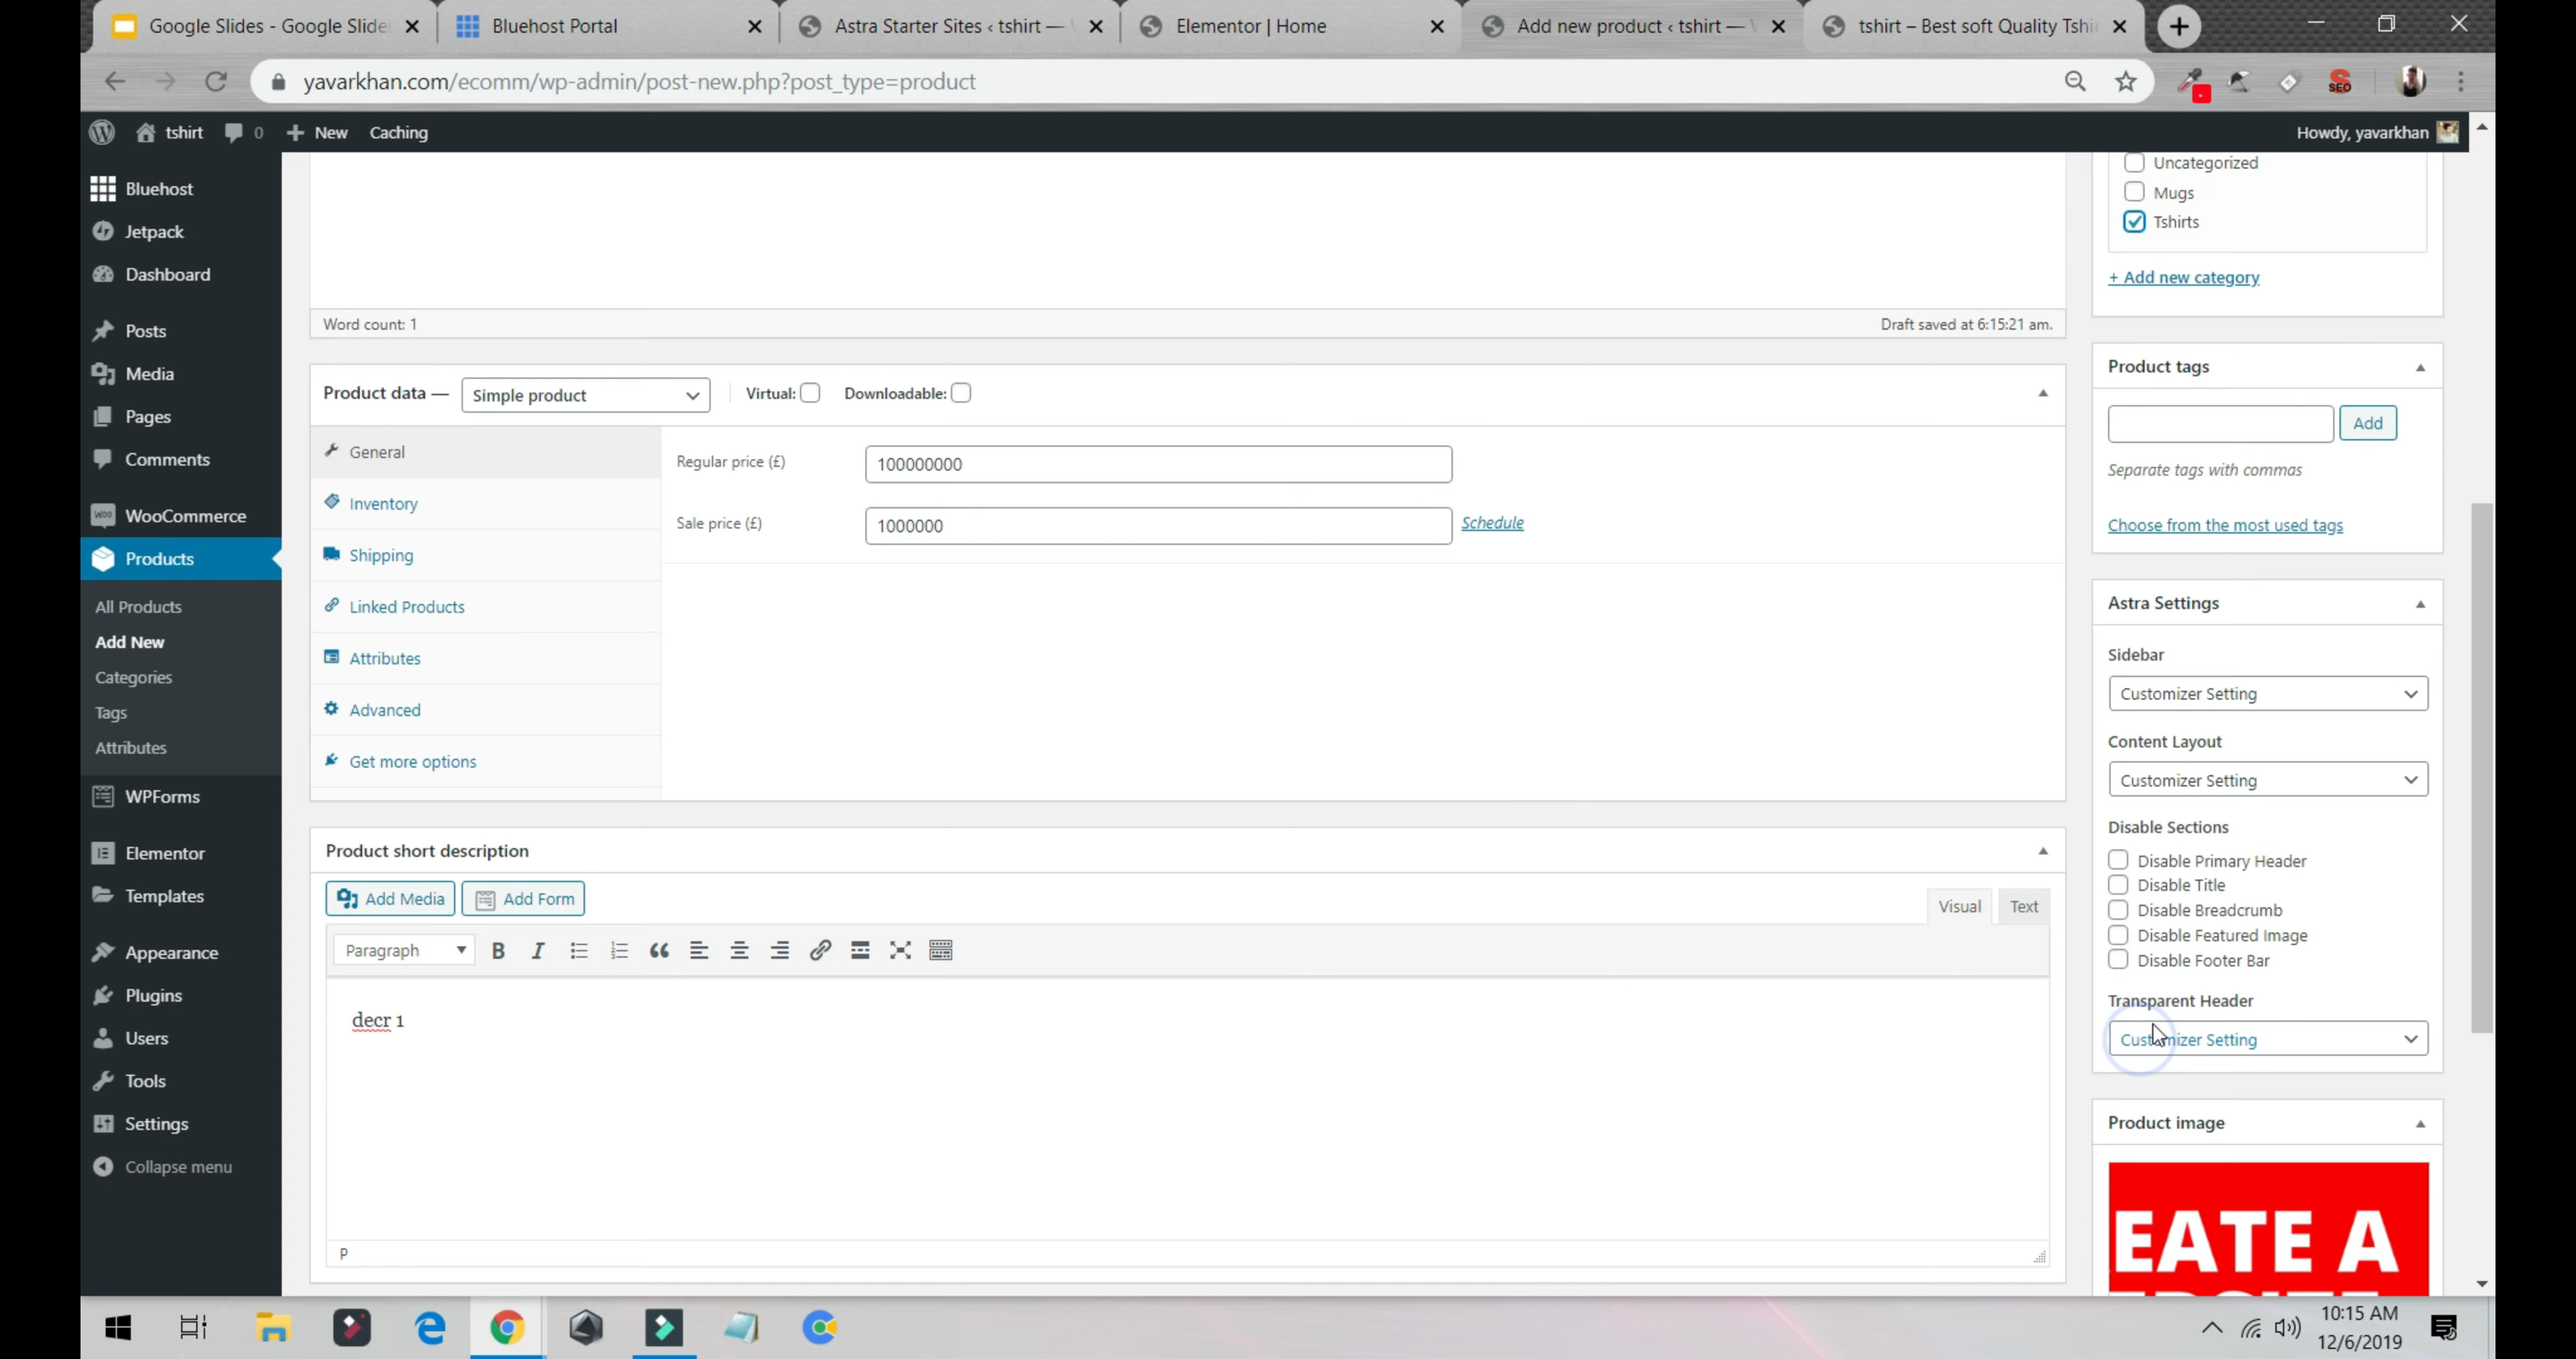 Google Slides - Google Slide
Bluehost Portal
Astra Starter Sites ‹ tshirt —
Elementor | Home
Add new product ‹ tshirt —
tshirt – Best soft Quality Tshi
yavarkhan.com/ecomm/wp-admin/post-new.php?post_type=product
SEO
tshirt
0
New
Caching
Howdy, yavarkhan
Bluehost
Jetpack
Dashboard
Posts
Media
Pages
Comments
WooCommerce
Products
All Products
Add New
Categories
Tags
Attributes
WPForms
Elementor
Templates
Appearance
Plugins
Users
Tools
Settings
Collapse menu
Word count: 1
Draft saved at 6:15:21 am.
Product data —
Simple product
Virtual:
Downloadable:
General
Inventory
Shipping
Linked Products
Attributes
Advanced
Get more options
Regular price (£)
100000000
Sale price (£)
1000000
Schedule
Product short description
Add Media
Add Form
Visual
Text
Paragraph
B
I
decr 1
P
Uncategorized
Mugs
Tshirts
+ Add new category
Product tags
Add
Separate tags with commas
Choose from the most used tags
Astra Settings
Sidebar
Customizer Setting
Content Layout
Customizer Setting
Disable Sections
Disable Primary Header
Disable Title
Disable Breadcrumb
Disable Featured Image
Disable Footer Bar
Transparent Header
Customizer Setting
Product image
EATE A
10:15 AM
12/6/2019